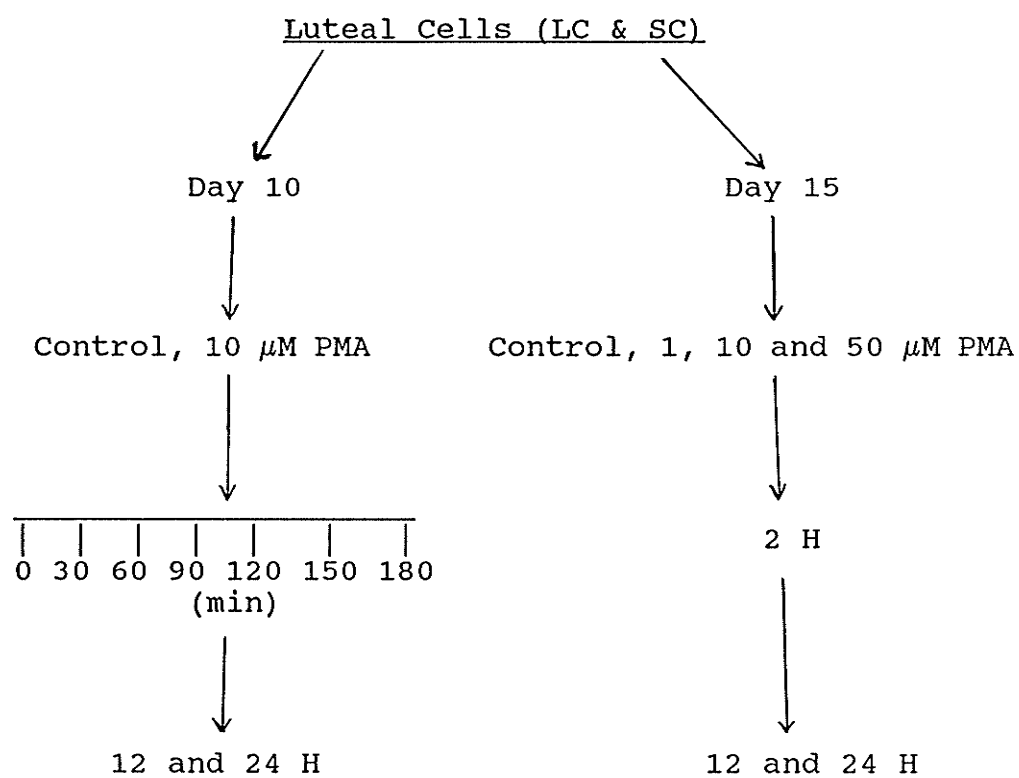 Luteal Cells (LC & SC)
Day 10
Day 15
Control, 10 μM PMA
Control, 1, 10 and 50 μM PMA
0 30 60 90 120 150 180
(min)
2 H
12 and 24 H
12 and 24 H